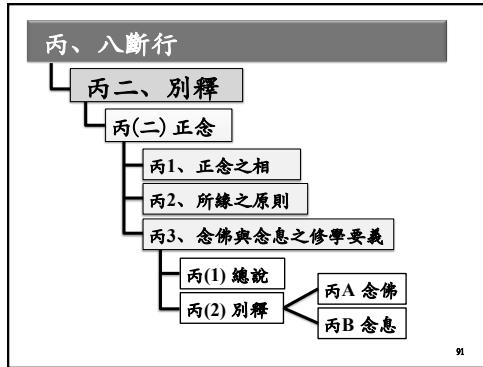 丙、八斷行
丙二、別釋
丙(二) 正念
丙1、正念之相
丙2、所緣之原則
丙3、念佛與念息之修學要義
丙(1) 總說
丙(2) 別釋
丙A 念佛
丙B 念息
91